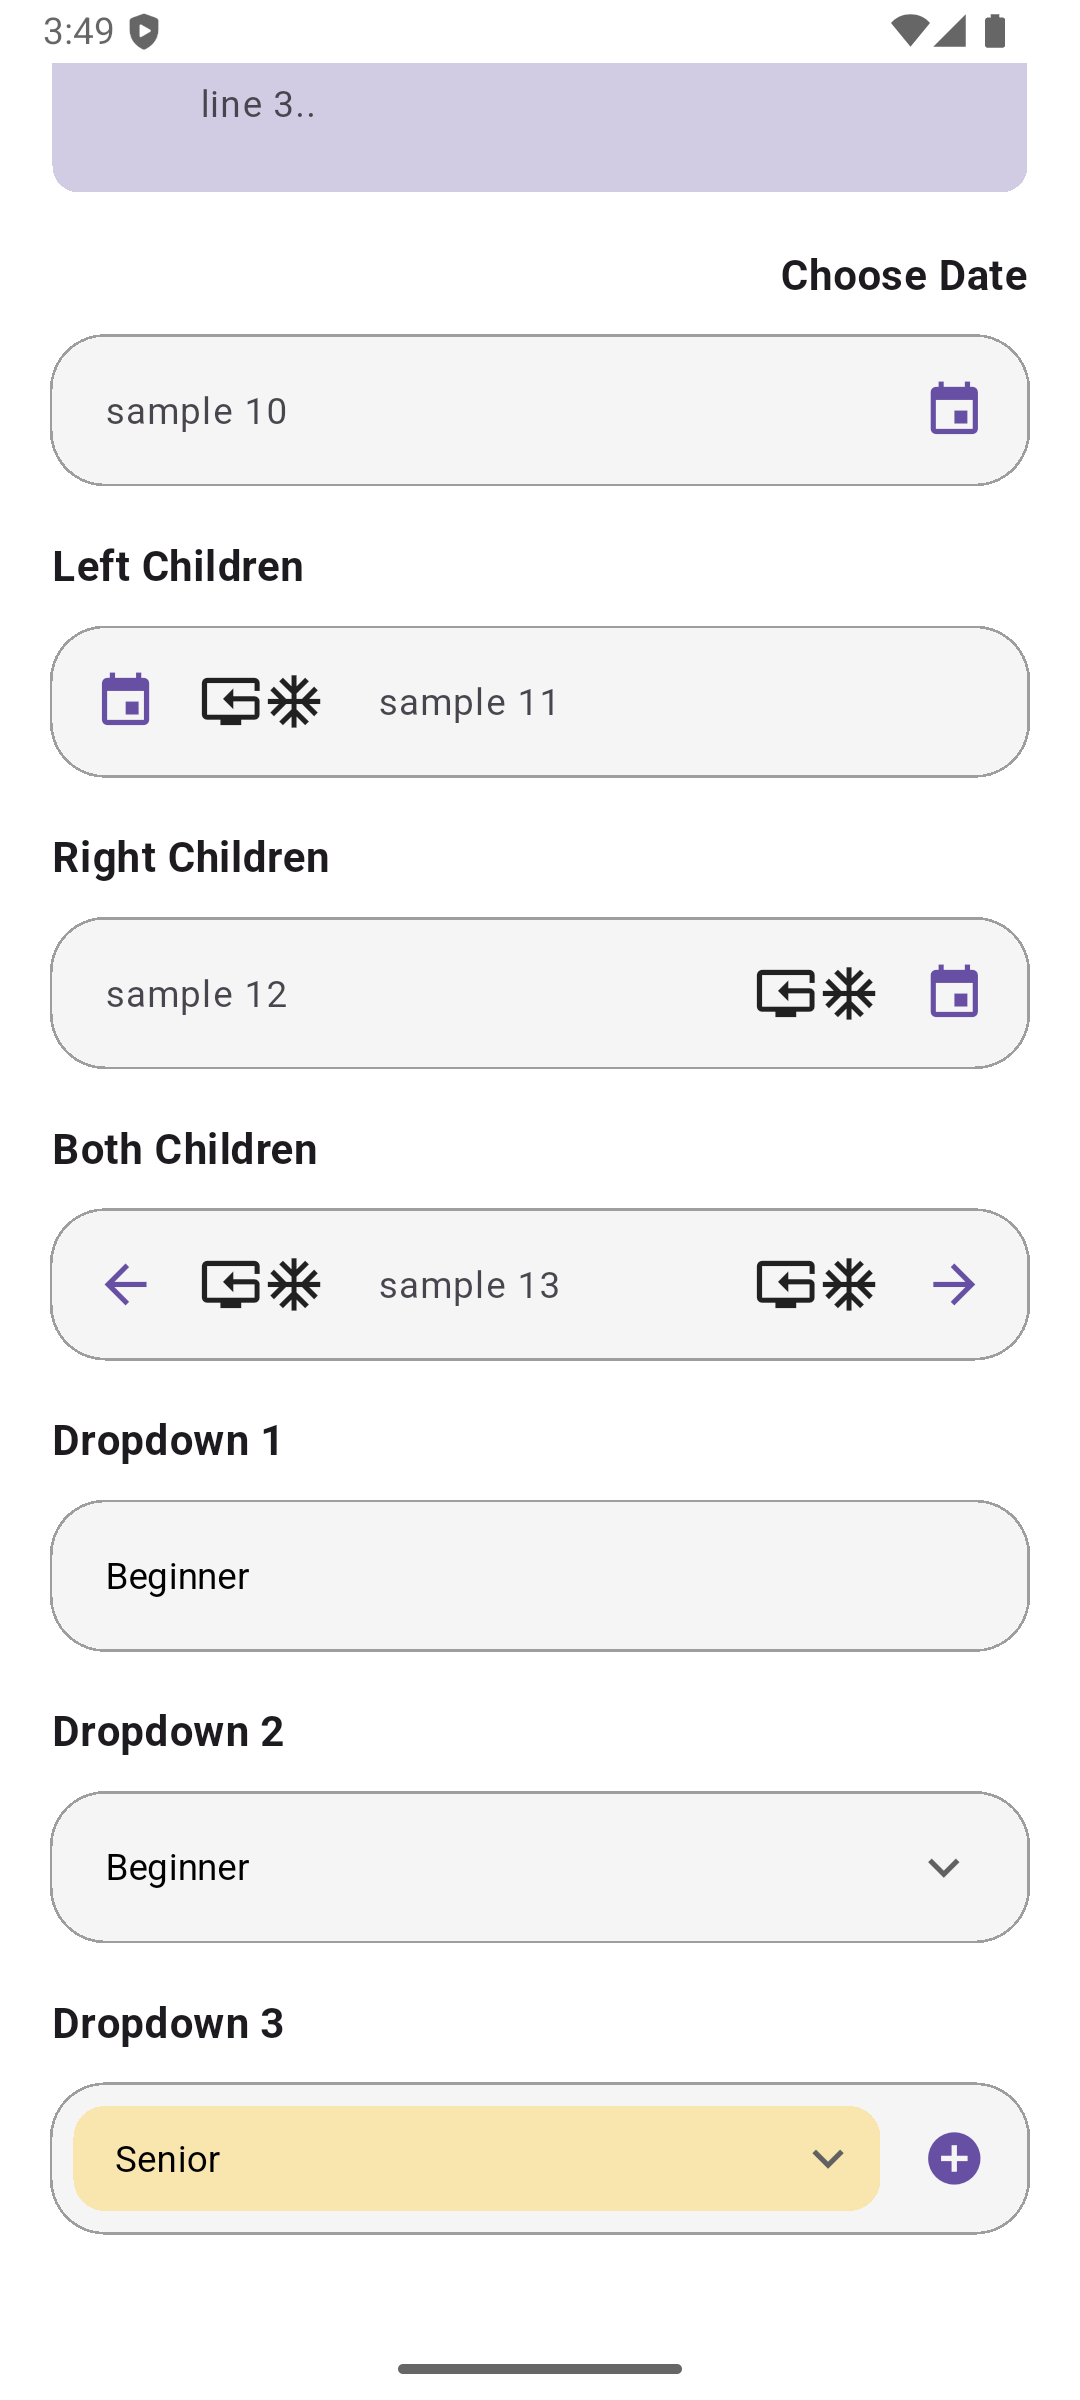 3:49
line 3..
Choose Date
sample 10
Left Children
sample 11
Right Children
sample 12
Both Children
sample 13
Dropdown 1
Beginner
Dropdown 2
Beginner
Dropdown 3
Senior